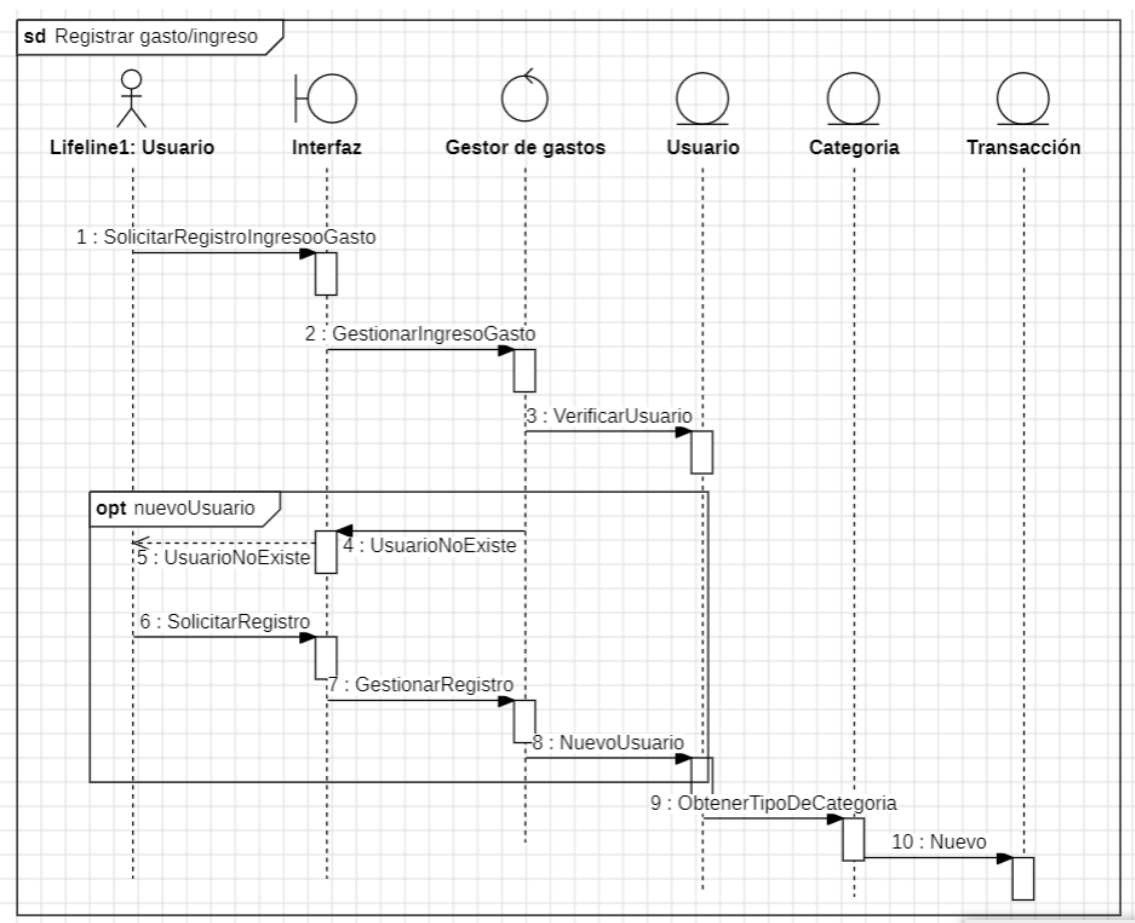 sd Registrar gasto/ingreso
Lifeline1: Usuario
Interfaz
Gestor de gastos
Usuario
Categoria
Transacción
1 : SolicitarRegistroIngresooGasto
2 : GestionarIngresoGasto
3 : VerificarUsuario
opt nuevoUsuario
4 : UsuarioNoExiste
5 : UsuarioNoExiste
6 : SolicitarRegistro
7 : GestionarRegistro
8 : NuevoUsuario
9 : ObtenerTipoDeCategoria
10 : Nuevo